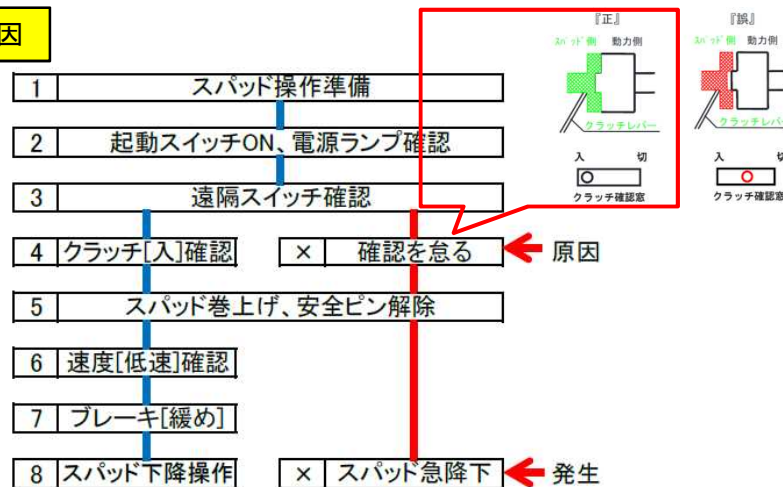 因
1 スパッド操作準備
2 起動スイッチON、電源ランプ確認
3 遠隔スイッチ確認
4 クラッチ[入]確認 × 確認を怠る 原因
5 スパッド巻上げ、安全ピン解除
6 速度[低速]確認
7 ブレーキ[緩め]
8 スパッド下降操作 × スパッド急降下 発生
『正』
スパッド側 動力側
クラッチレバー
入 切
クラッチ確認窓
『誤』
スパッド側 動力側
クラッチレバー
入 切
クラッチ確認窓